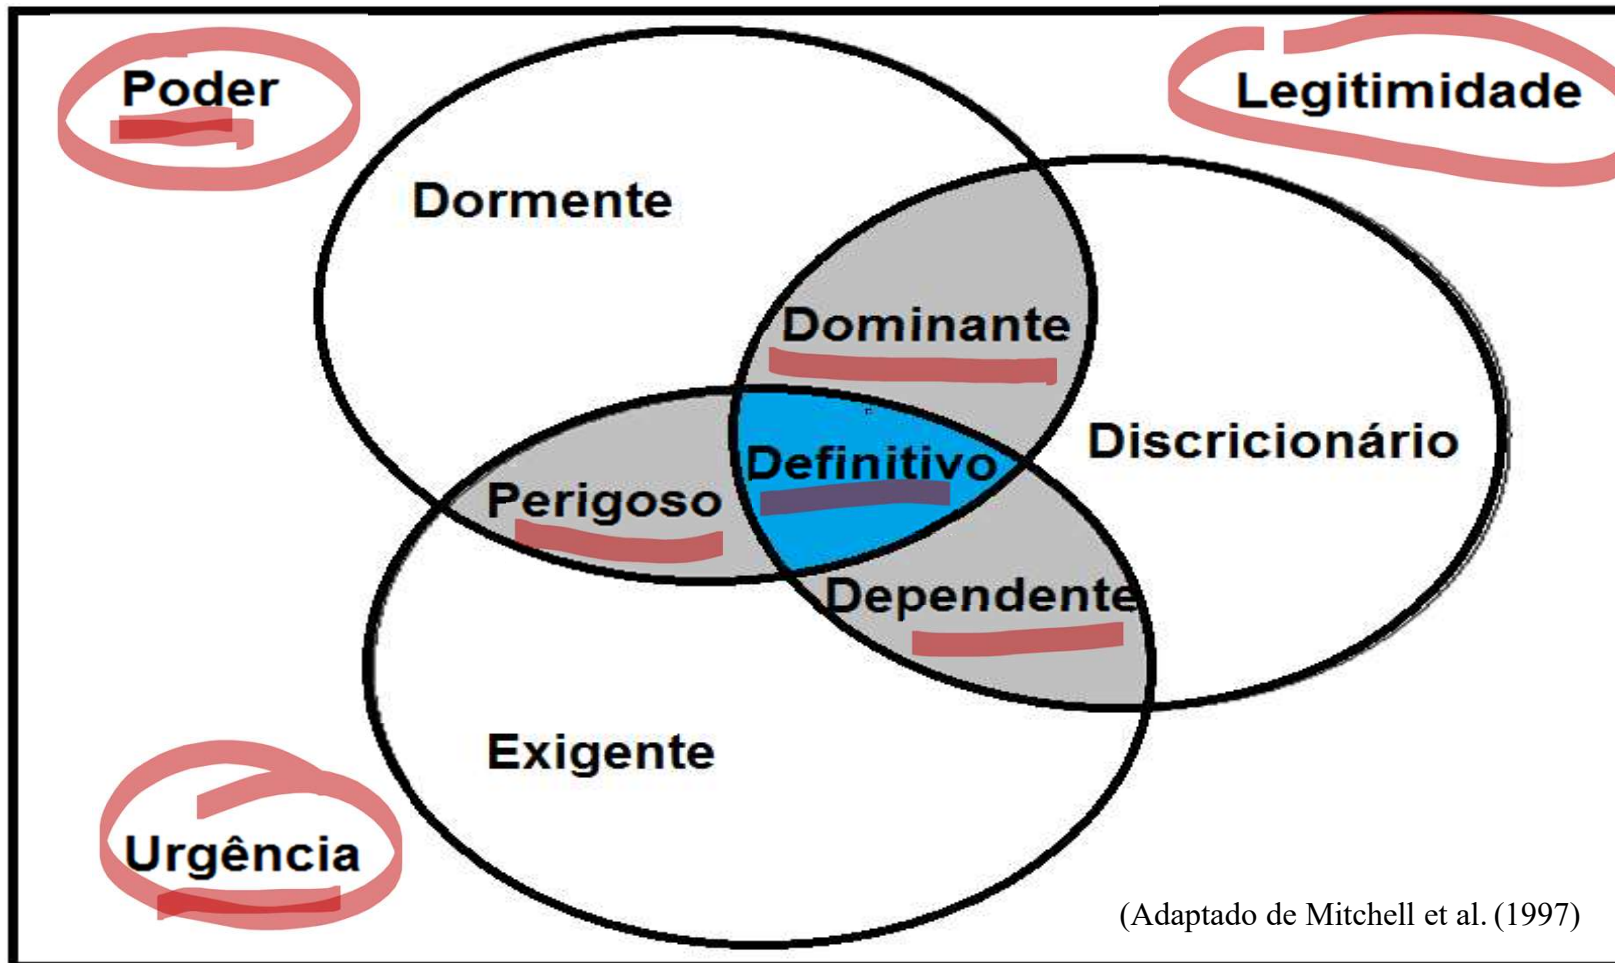 Poder
Legitimidade
Dormente
Dominante
Discricionário
Definitivo
Perigoso
Dependente
Exigente
Urgência
(Adaptado de Mitchell et al. (1997)